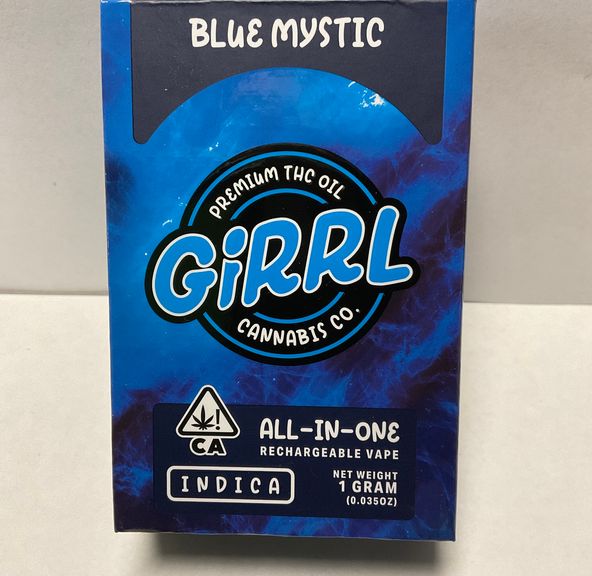 BLUE MYSTIC
PREMIUM THC OIL
GiRRL
CANNABIS CO.
!
CA
ALL-IN-ONE
RECHARGEABLE VAPE
INDICA
NET WEIGHT
1 GRAM
(0.035OZ)